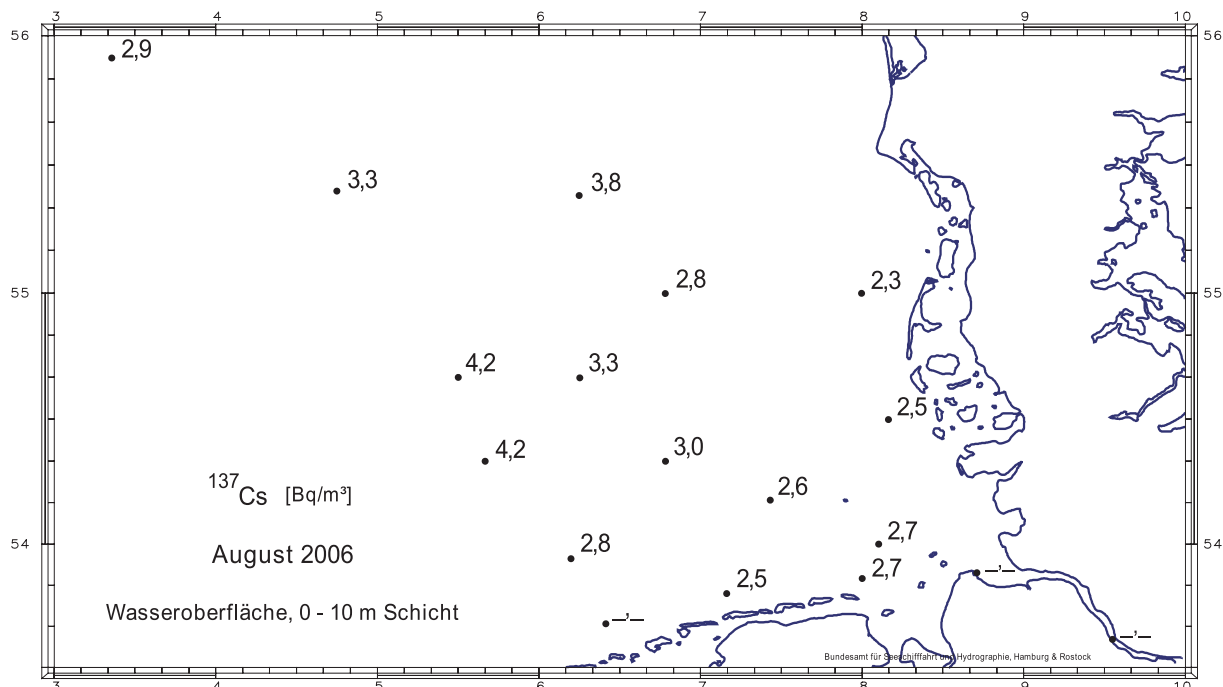 3 4 5 6 7 8 9 10
56 56
2,9
3,3 3,8
2,8 2,3
55 55
4,2 3,3
2,5
4,2 3,0
137Cs [Bq/m³] 2,6
54 54
August 2006 2,8 2,7
2,5 2,7
Wasseroberfläche, 0 - 10 m Schicht –,– –,–
–,–
Bundesamt für Seeschifffahrt und Hydrographie, Hamburg & Rostock
3 4 5 6 7 8 9 10